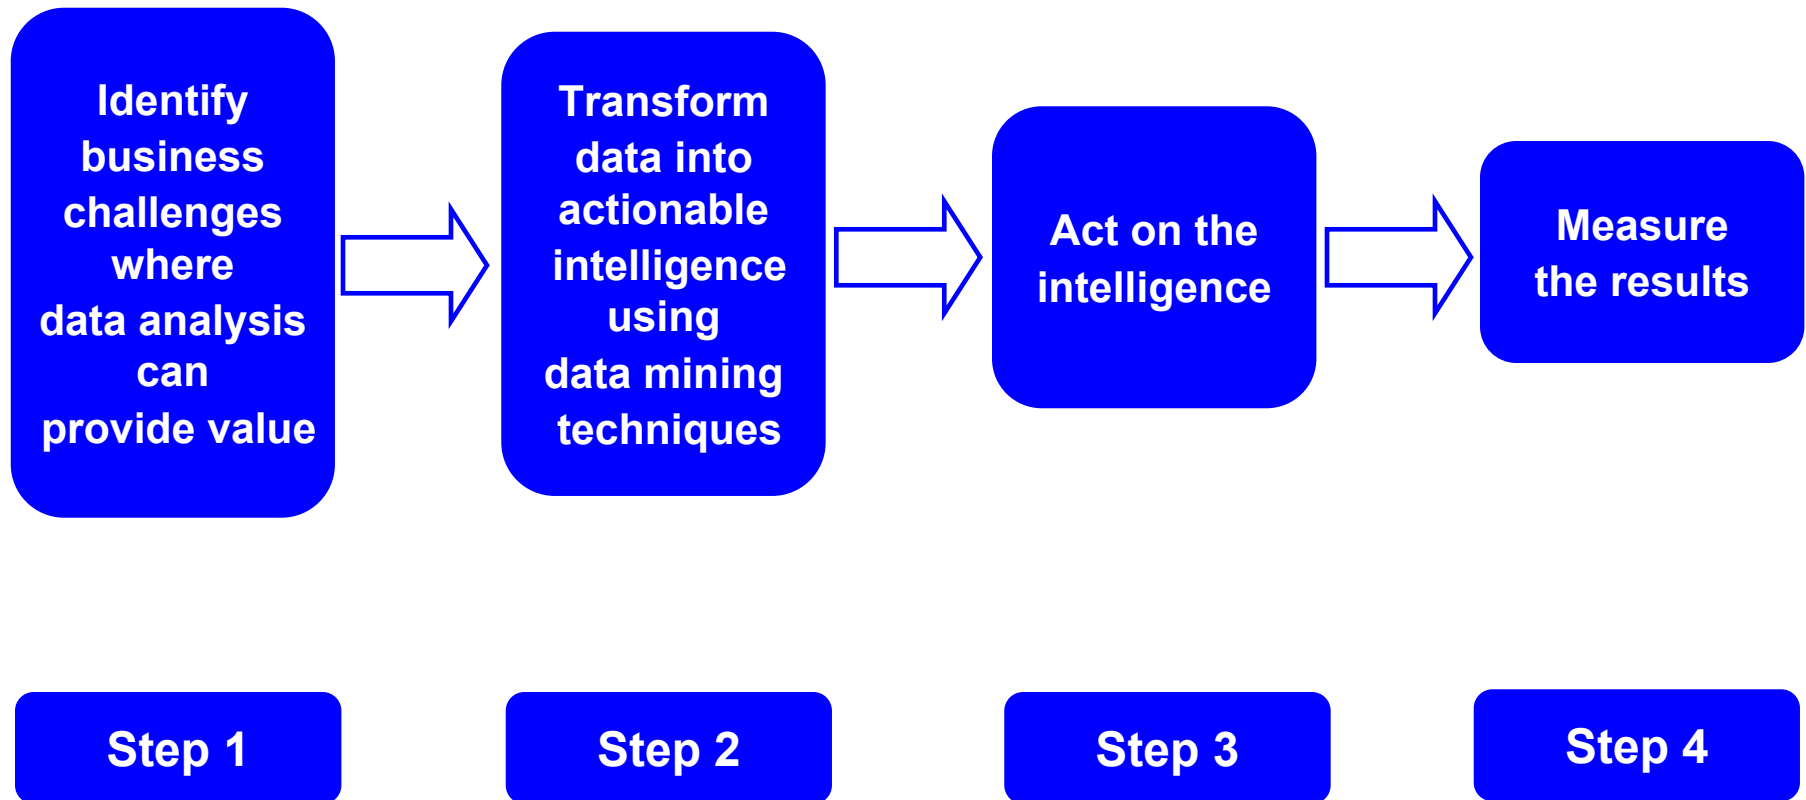 Identify
business
challenges
where
data analysis
can
provide value
Transform
data into
actionable
intelligence
using
data mining
techniques
Act on the
intelligence
Measure
the results
Step 1
Step 2
Step 3
Step 4